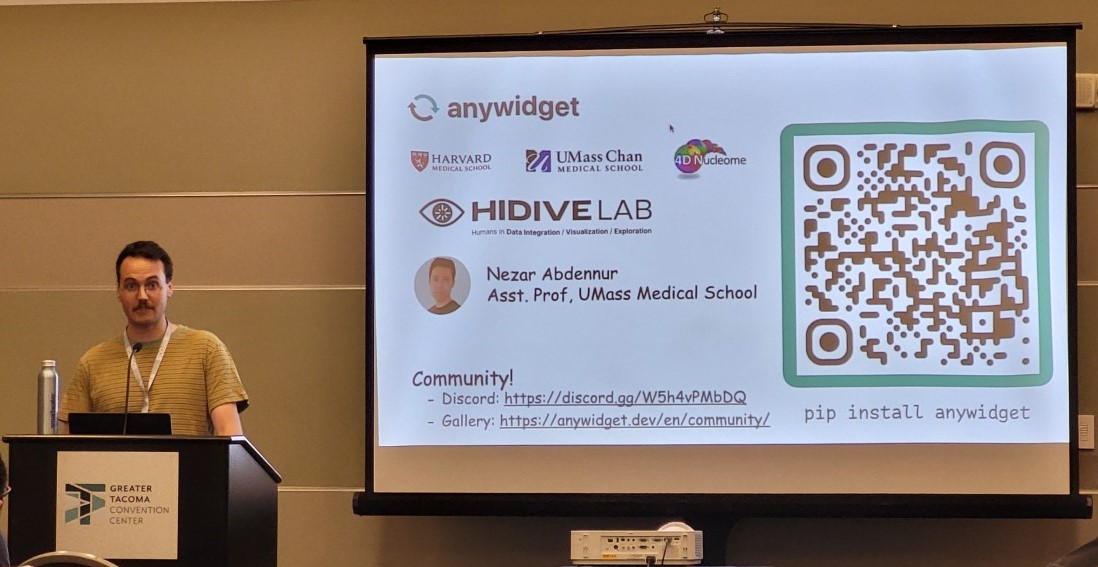 anywidget
HARVARD
MEDICAL SCHOOL
UMass Chan
MEDICAL SCHOOL
4D Nucleome
HIDIVE LAB
Humans in Data Integration / Visualization / Exploration
Nezar Abdennur
Asst. Prof, UMass Medical School
Community!
- Discord: https://discord.gg/W5h4vPMbDQ
- Gallery: https://anywidget.dev/en/community/
pip install anywidget
GREATER
TACOMA
CONVENTION
CENTER